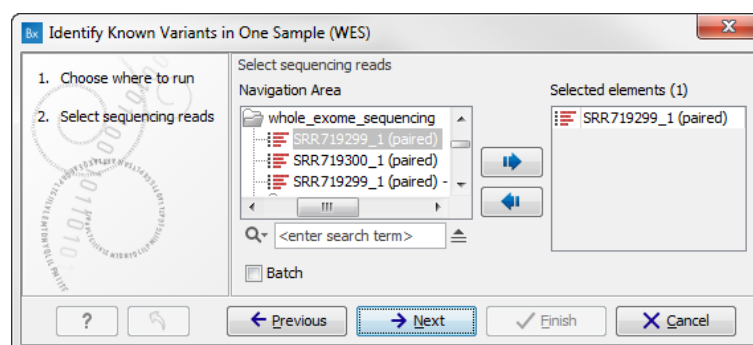 Bx Identify Known Variants in One Sample (WES)
1. Choose where to run
2. Select sequencing reads
Select sequencing reads
Navigation Area
whole_exome_sequencing
SRR719299_1 (paired)
SRR719300_1 (paired)
SRR719299_1 (paired) -
<enter search term>
Batch
Selected elements (1)
SRR719299_1 (paired)
?
Previous
Next
Finish
Cancel